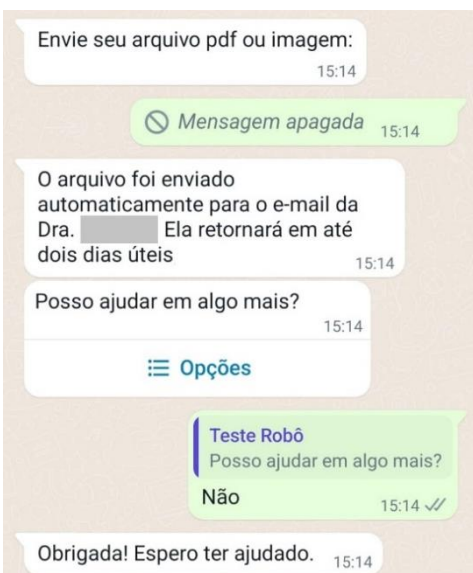 Envie seu arquivo pdf ou imagem:
15:14
Mensagem apagada 15:14
O arquivo foi enviado
automaticamente para o e-mail da
Dra. Ela retornará em até
dois dias úteis
15:14
Posso ajudar em algo mais?
15:14
Opções
Teste Robô
Posso ajudar em algo mais?
Não
15:14
Obrigada! Espero ter ajudado. 15:14